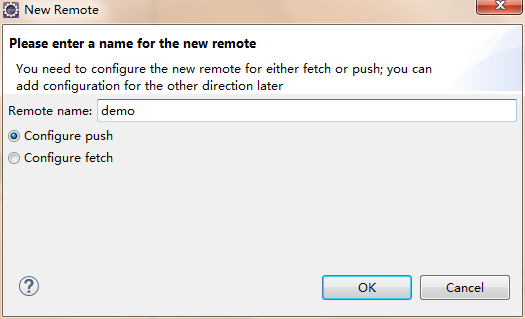 New Remote
Please enter a name for the new remote
You need to configure the new remote for either fetch or push; you can
add configuration for the other direction later
Remote name: demo
Configure push
Configure fetch
OK
Cancel